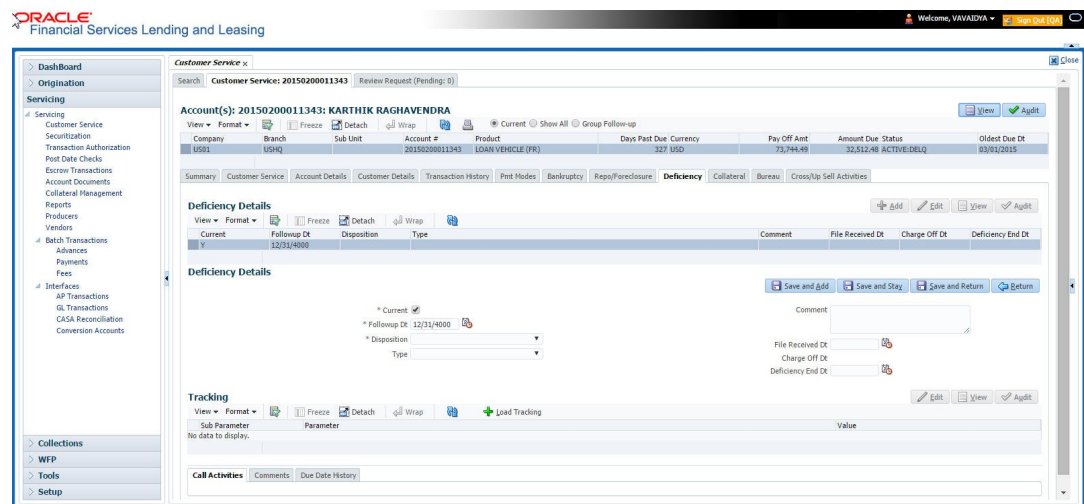 ORACLE
Financial Services Lending and Leasing
Welcome, VAVAIDYA Sign Out [QA]
Close
DashBoard
Origination
Servicing
Servicing
Customer Service
Securitization
Transaction Authorization
Post Date Checks
Escrow Transactions
Account Documents
Collateral Management
Reports
Producers
Vendors
Batch Transactions
Advances
Payments
Fees
Interfaces
AP Transactions
GL Transactions
CASA Reconciliation
Conversion Accounts
Collections
WFP
Tools
Setup
Customer Service x
Search Customer Service: 20150200011343 Review Request (Pending: 0)
Account(s): 20150200011343: KARTHIK RAGHAVENDRA
View Audit
View Format Freeze Detach Wrap Current Show All Group Follow-up
Company Branch Sub Unit Account # Product Days Past Due Currency Pay Off Amt Amount Due Status Oldest Due Dt
US01 USHQ 20150200011343 LOAN VEHICLE (FR) 327 USD 73,744.49 32,512.48 ACTIVE:DELQ 03/01/2015
Summary Customer Service Account Details Customer Details Transaction History Pmt Modes Bankruptcy Repo/Foreclosure Deficiency Collateral Bureau Cross/Up Sell Activities
Deficiency Details
Add Edit View Audit
View Format Freeze Detach Wrap
Current Followup Dt Disposition Type Comment File Received Dt Charge Off Dt Deficiency End Dt
Y 12/31/4000
Deficiency Details
Save and Add Save and Stay Save and Return Return
* Current
* Followup Dt 12/31/4000
* Disposition
Type
Comment
File Received Dt
Charge Off Dt
Deficiency End Dt
Tracking
Edit View Audit
View Format Freeze Detach Wrap Load Tracking
Sub Parameter Parameter Value
No data to display.
Call Activities Comments Due Date History